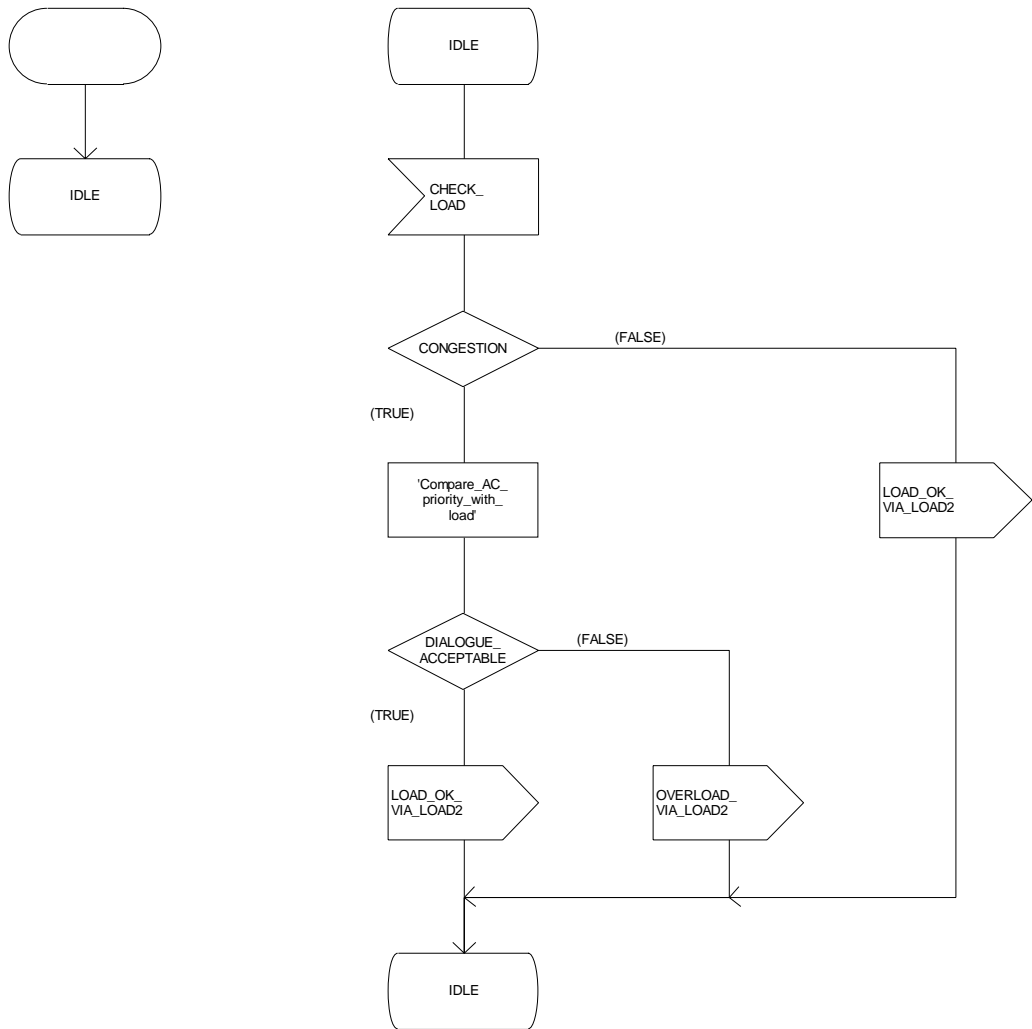 IDLE
IDLE
CHECK_
LOAD
CONGESTION
(FALSE)
(TRUE)
'Compare_AC_
priority_with_
load'
LOAD_OK_
VIA_LOAD2
DIALOGUE_
ACCEPTABLE
(FALSE)
(TRUE)
LOAD_OK_
VIA_LOAD2
OVERLOAD_
VIA_LOAD2
IDLE